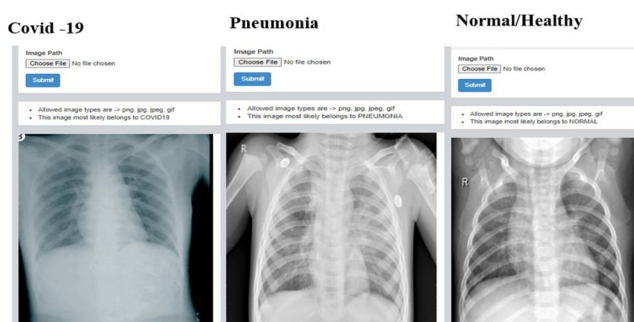 Covid -19
Image Path
Choose File No file chosen
Submit
• Allowed image types are -> png, jpg, jpeg, gif
• This image most likely belongs to COVID19
Pneumonia
Image Path
Choose File No file chosen
Submit
• Allowed image types are -> png, jpg, jpeg, gif
• This image most likely belongs to PNEUMONIA
R
Normal/Healthy
Image Path
Choose File No file chosen
Submit
• Allowed image types are -> png, jpg, jpeg, gif
• This image most likely belongs to NORMAL
R